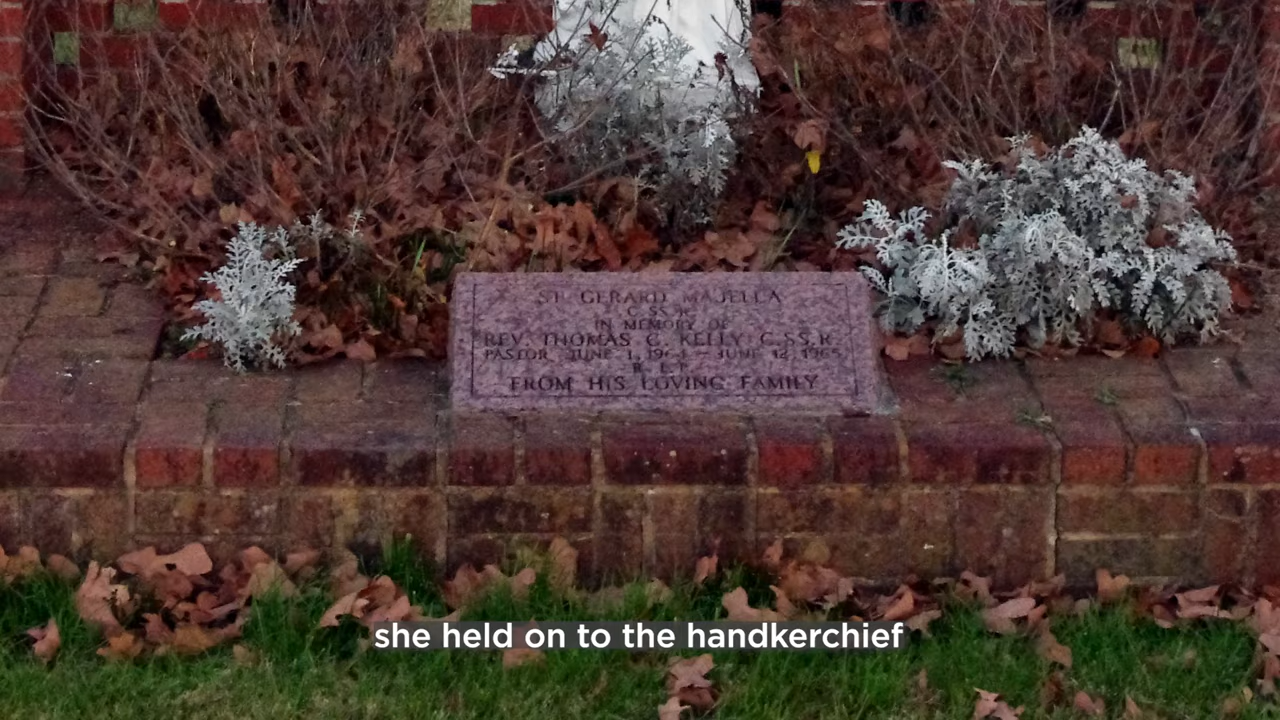 ST. GERARD MAJELLA
C.SS.R.
IN MEMORY OF
REV. THOMAS C. KELLY C.SS.R.
PASTOR JUNE 1, 1964 – JUNE 12, 1965
R.I.P.
FROM HIS LOVING FAMILY
she held on to the handkerchief